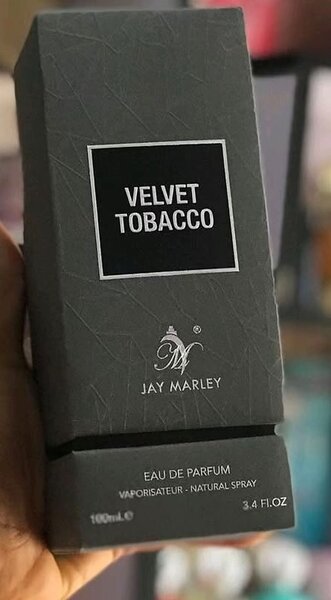 VELVET
TOBACCO
®
JAY MARLEY
EAU DE PARFUM
VAPORISATEUR - NATURAL SPRAY
100mL℮ 3.4 Fl.OZ